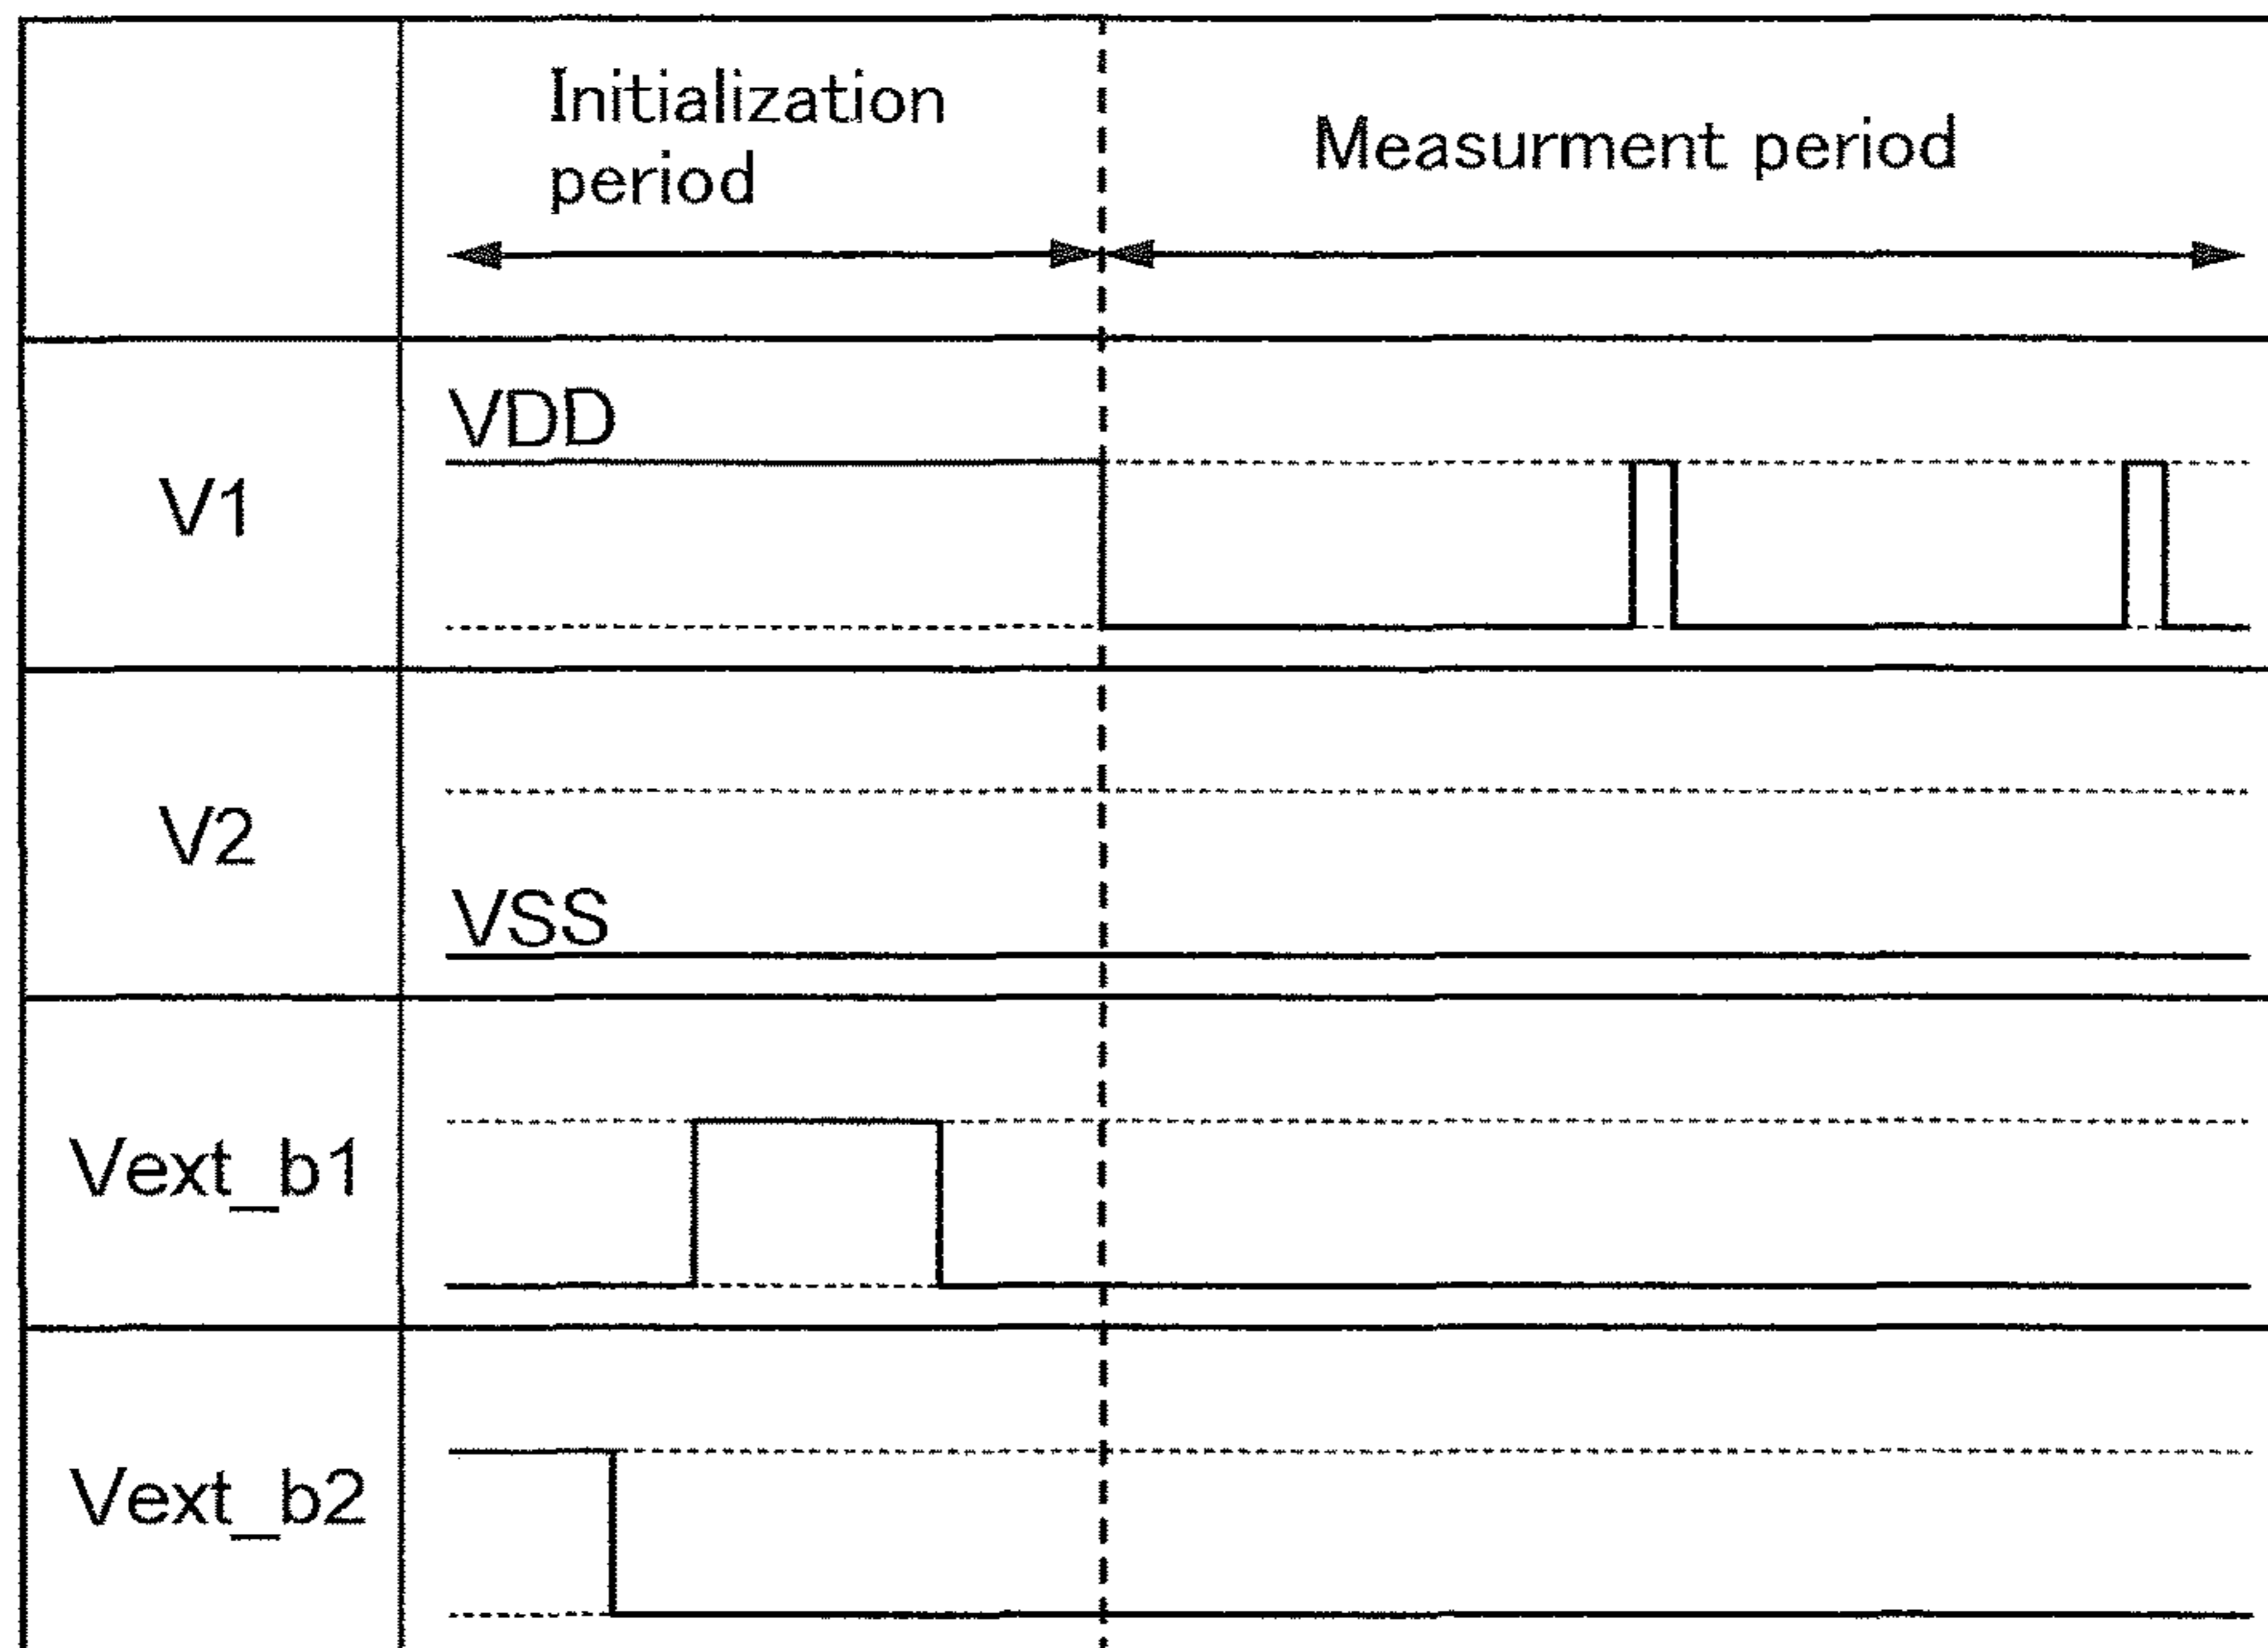 Initialization
period
Measurment period
VDD
V1
V2
VSS
Vext_b1
Vext_b2